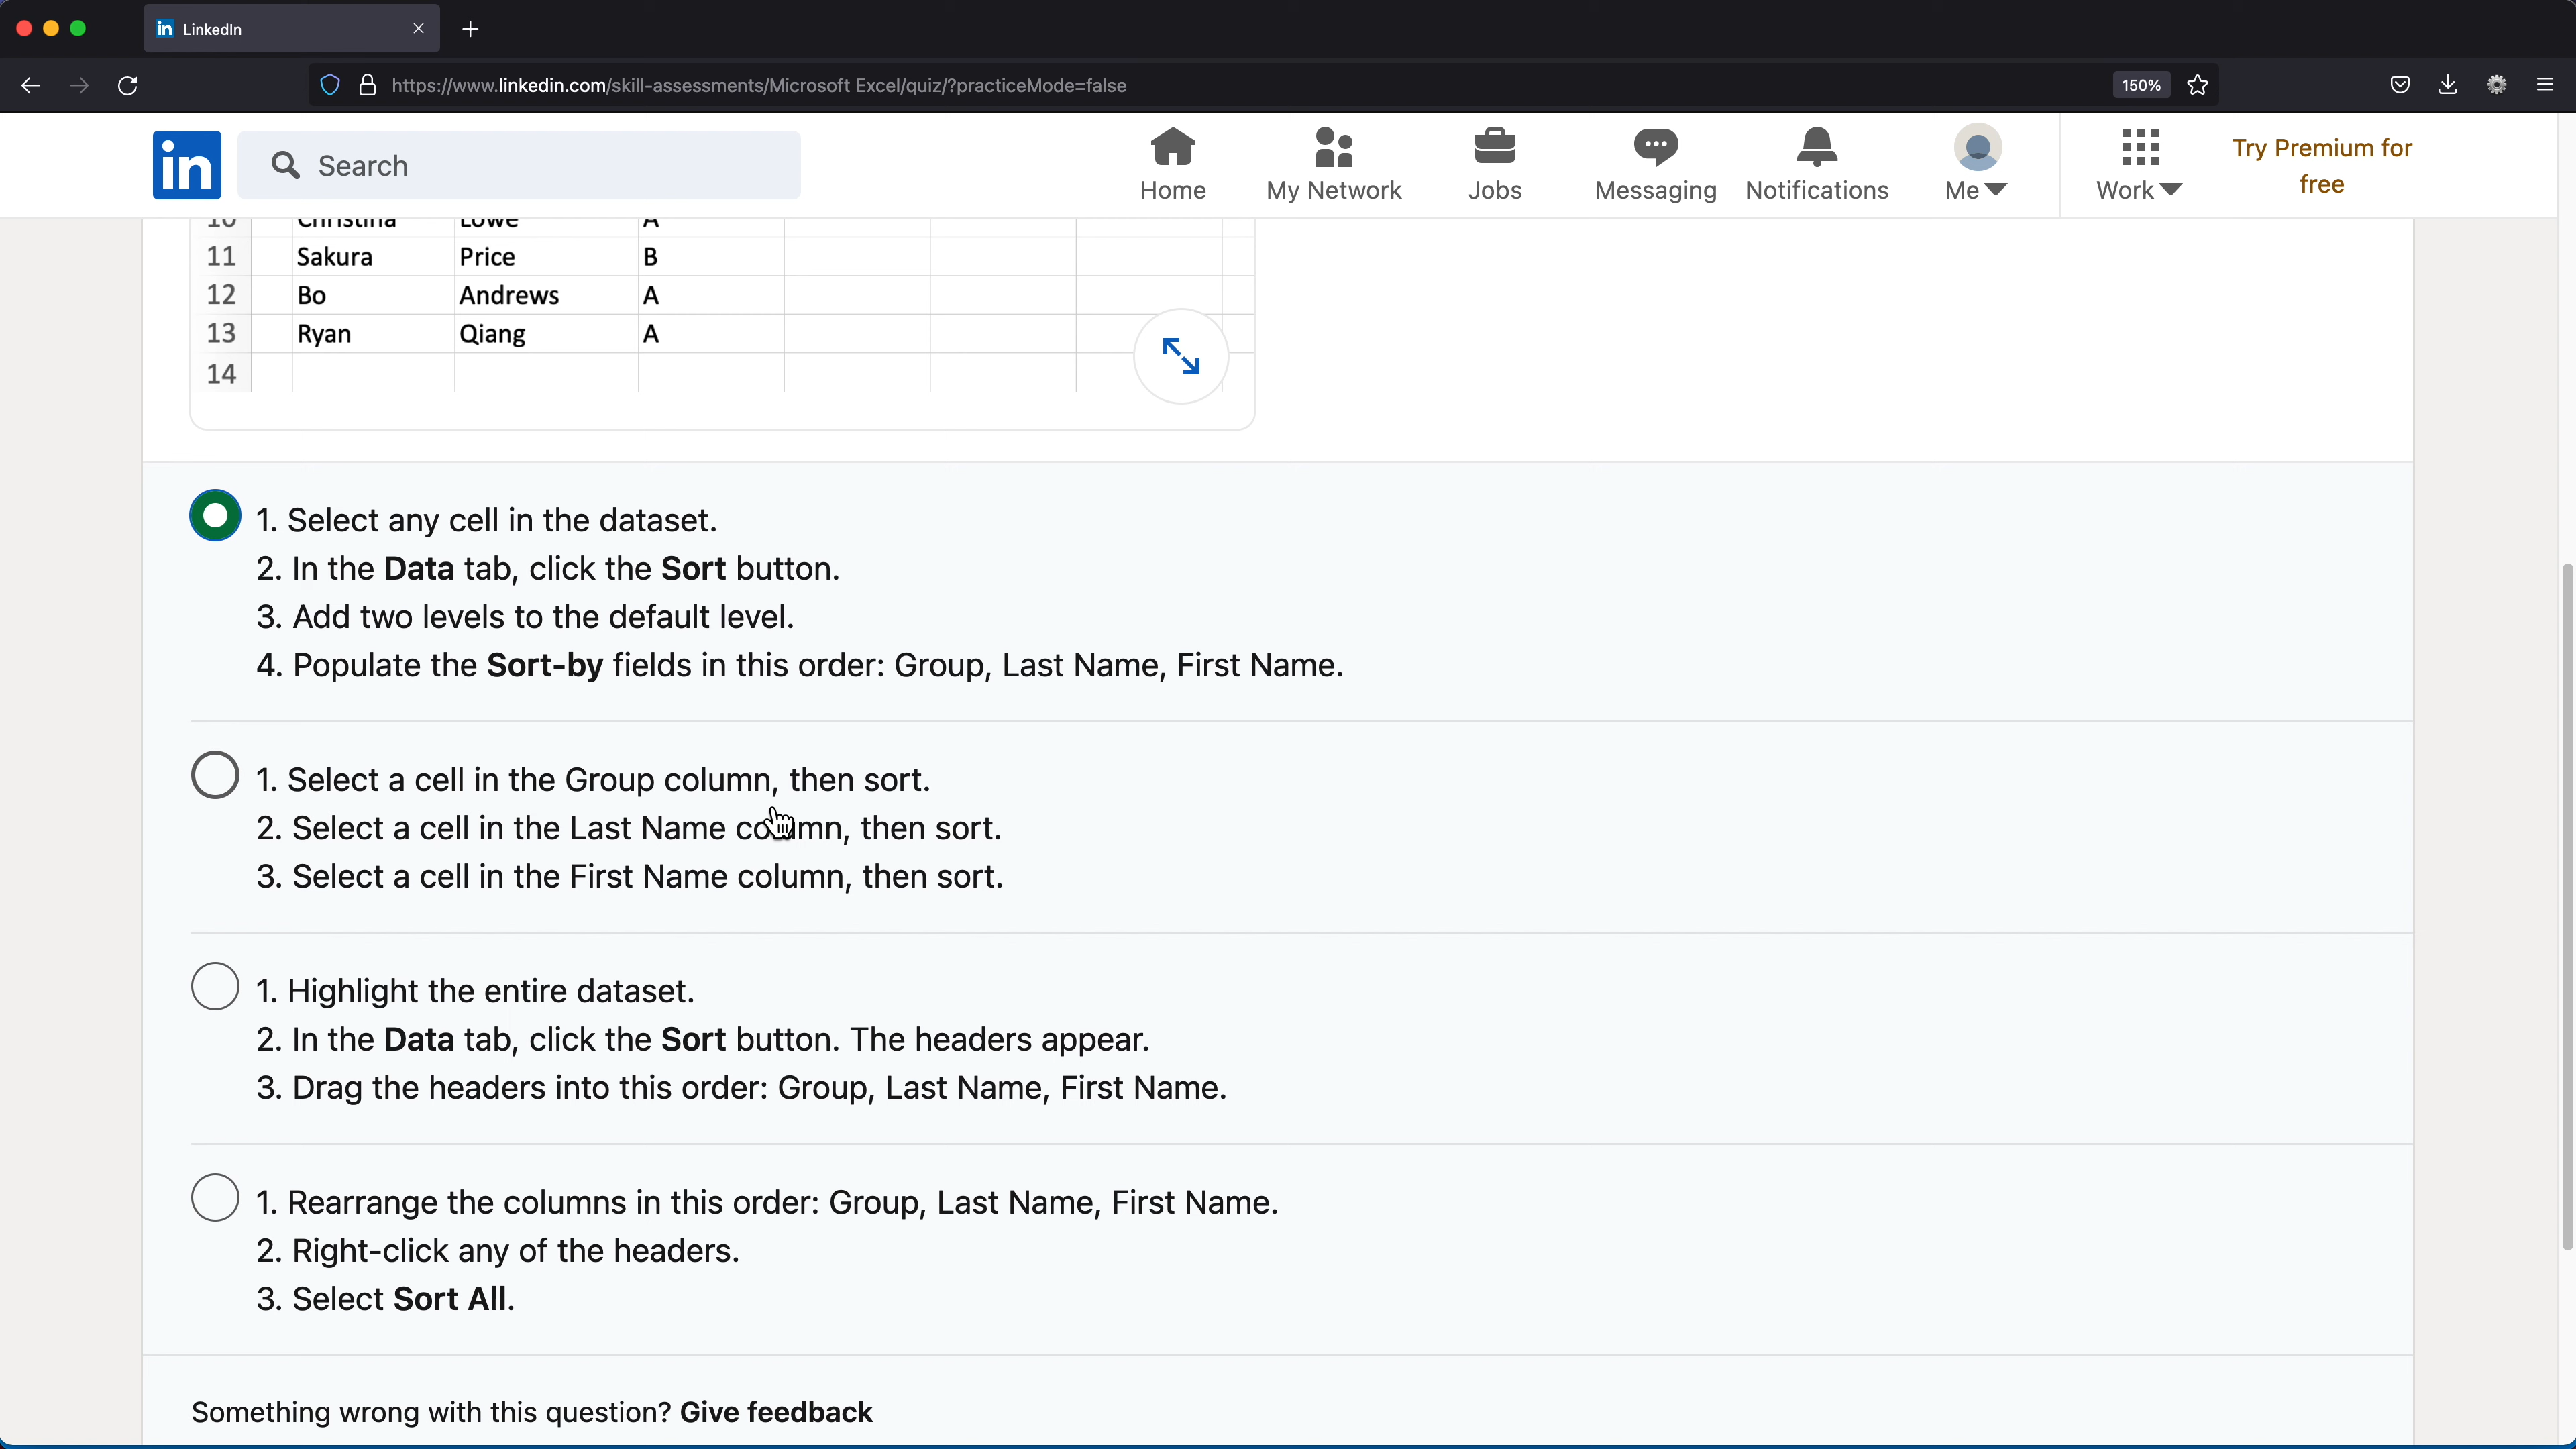 in LinkedIn
https://www.linkedin.com/skill-assessments/Microsoft Excel/quiz/?practiceMode=false 150%
in Search Home My Network Jobs Messaging Notifications Me Work Try Premium for free
10 Christina Lowe A
11 Sakura Price B
12 Bo Andrews A
13 Ryan Qiang A
14
1. Select any cell in the dataset.
2. In the Data tab, click the Sort button.
3. Add two levels to the default level.
4. Populate the Sort-by fields in this order: Group, Last Name, First Name.
1. Select a cell in the Group column, then sort.
2. Select a cell in the Last Name column, then sort.
3. Select a cell in the First Name column, then sort.
1. Highlight the entire dataset.
2. In the Data tab, click the Sort button. The headers appear.
3. Drag the headers into this order: Group, Last Name, First Name.
1. Rearrange the columns in this order: Group, Last Name, First Name.
2. Right-click any of the headers.
3. Select Sort All.
Something wrong with this question? Give feedback